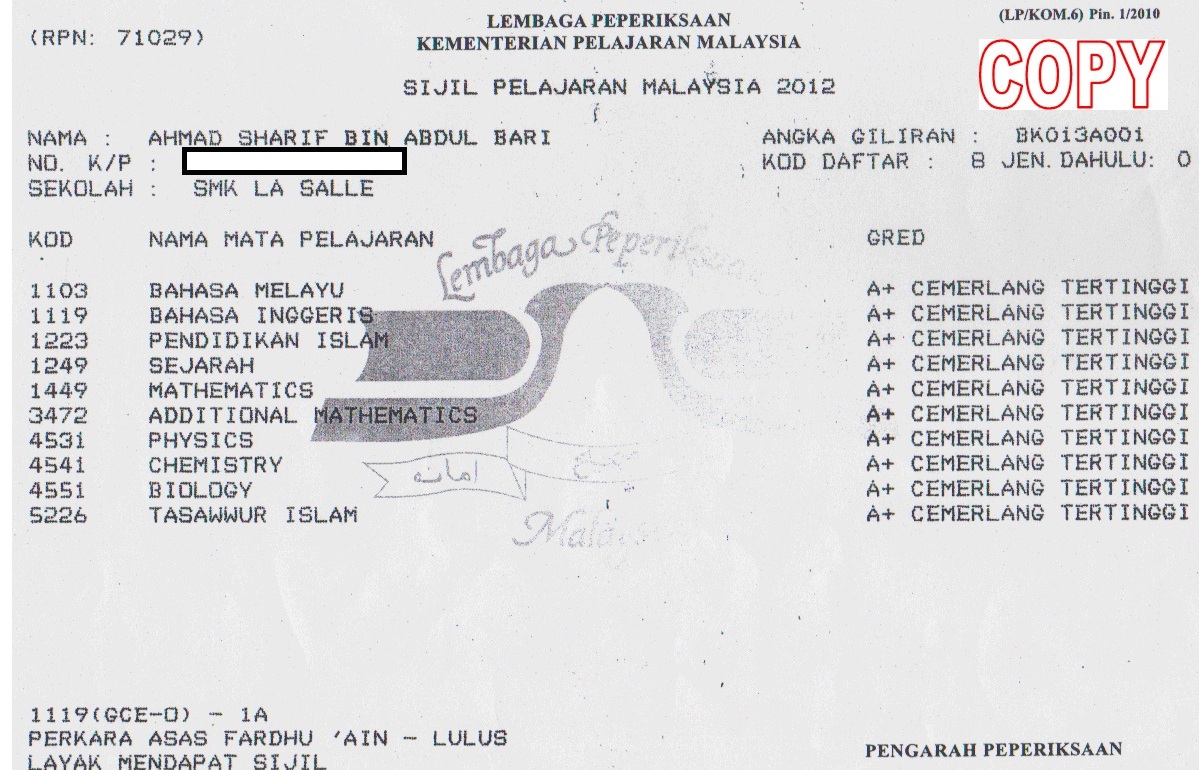 (RPN: 71029)
LEMBAGA PEPERIKSAAN
KEMENTERIAN PELAJARAN MALAYSIA
(LP/KOM.6) Pin. 1/2010
COPY
SIJIL PELAJARAN MALAYSIA 2012
NAMA : AHMAD SHARIF BIN ABDUL BARI
ANGKA GILIRAN : BK013A001
NO. K/P :
KOD DAFTAR : 8 JEN. DAHULU: 0
SEKOLAH : SMK LA SALLE
KOD NAMA MATA PELAJARAN GRED
Lembaga Peperiksaan
1103 BAHASA MELAYU A+ CEMERLANG TERTINGGI
1119 BAHASA INGGERIS A+ CEMERLANG TERTINGGI
1223 PENDIDIKAN ISLAM A+ CEMERLANG TERTINGGI
1249 SEJARAH A+ CEMERLANG TERTINGGI
1449 MATHEMATICS A+ CEMERLANG TERTINGGI
3472 ADDITIONAL MATHEMATICS A+ CEMERLANG TERTINGGI
4531 PHYSICS A+ CEMERLANG TERTINGGI
4541 CHEMISTRY A+ CEMERLANG TERTINGGI
4551 BIOLOGY A+ CEMERLANG TERTINGGI
5226 TASAWWUR ISLAM A+ CEMERLANG TERTINGGI
امانه
Malaysia
1119(GCE-O) - 1A
PERKARA ASAS FARDHU 'AIN - LULUS
LAYAK MENDAPAT SIJIL
PENGARAH PEPERIKSAAN